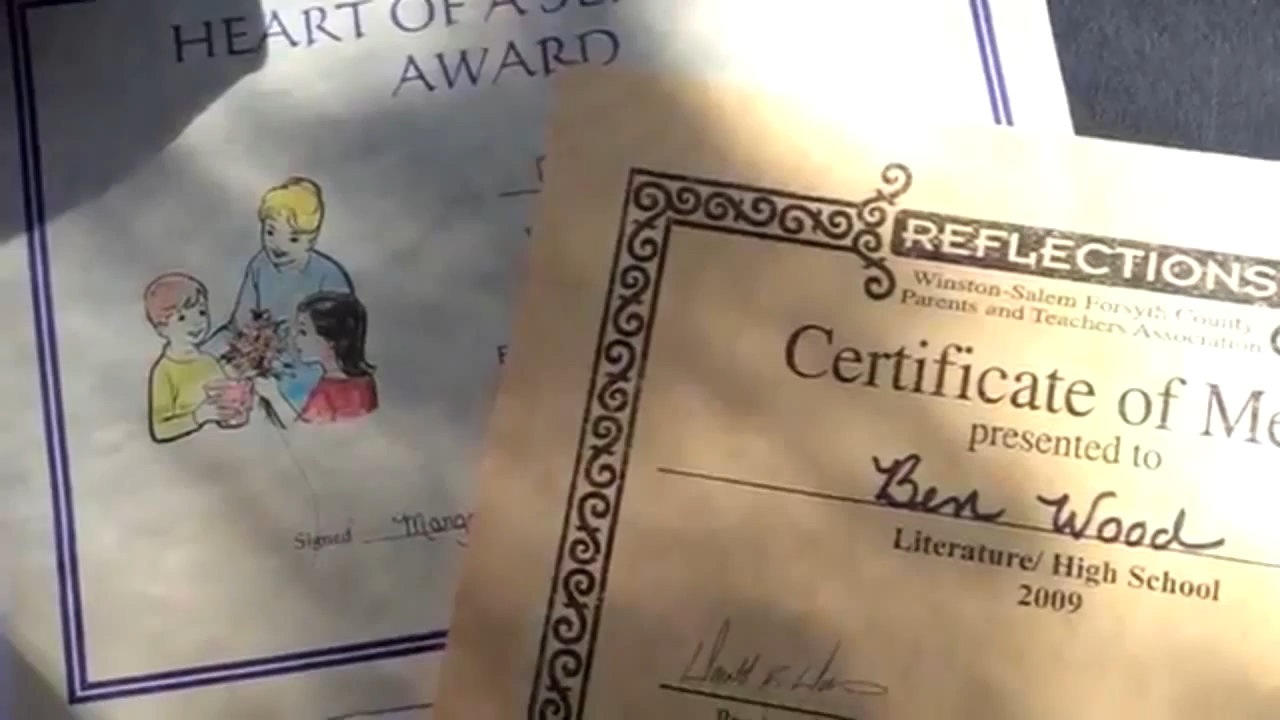 HEART OF A
AWARD
Signed
REFLECTIONS
Winston-Salem Forsyth County
Parents and Teachers Association
Certificate of Me
presented to
Ben Wood
Literature/ High School
2009